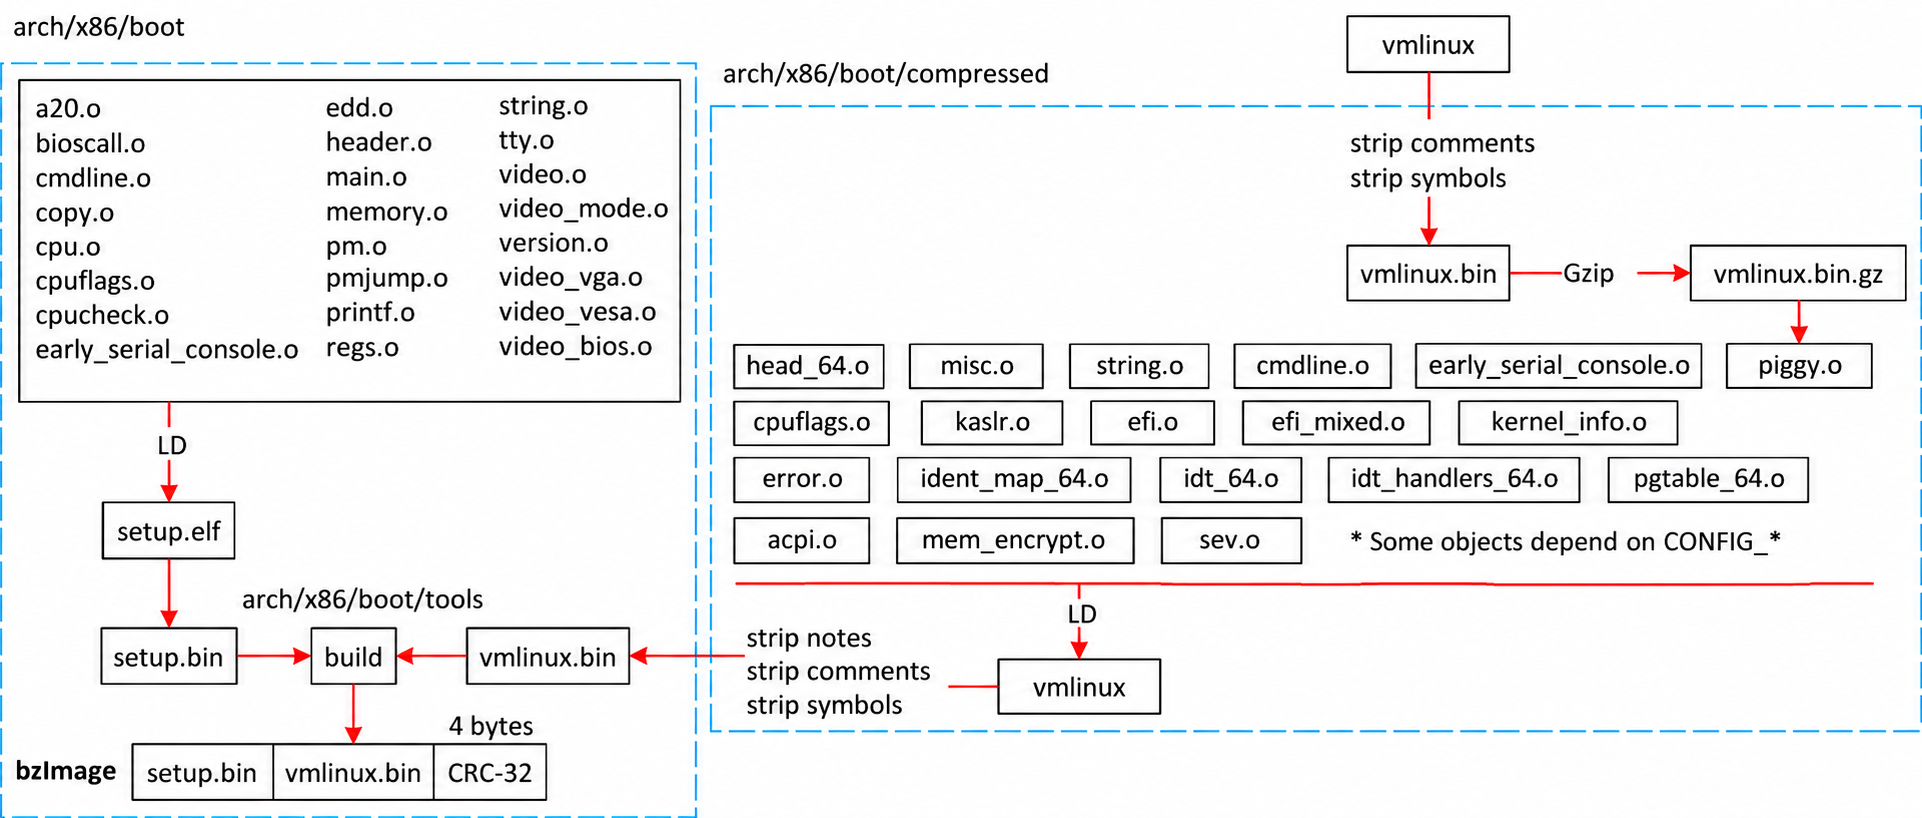 arch/x86/boot
a20.o
bioscall.o
cmdline.o
copy.o
cpu.o
cpuflags.o
cpucheck.o
early_serial_console.o
edd.o
header.o
main.o
memory.o
pm.o
pmjump.o
printf.o
regs.o
string.o
tty.o
video.o
video_mode.o
version.o
video_vga.o
video_vesa.o
video_bios.o
LD
setup.elf
arch/x86/boot/tools
setup.bin
build
vmlinux.bin
4 bytes
bzImage
setup.bin
vmlinux.bin
CRC-32
arch/x86/boot/compressed
vmlinux
strip comments
strip symbols
vmlinux.bin
Gzip
vmlinux.bin.gz
head_64.o
misc.o
string.o
cmdline.o
early_serial_console.o
piggy.o
cpuflags.o
kaslr.o
efi.o
efi_mixed.o
kernel_info.o
error.o
ident_map_64.o
idt_64.o
idt_handlers_64.o
pgtable_64.o
acpi.o
mem_encrypt.o
sev.o
* Some objects depend on CONFIG_*
LD
vmlinux
strip notes
strip comments
strip symbols